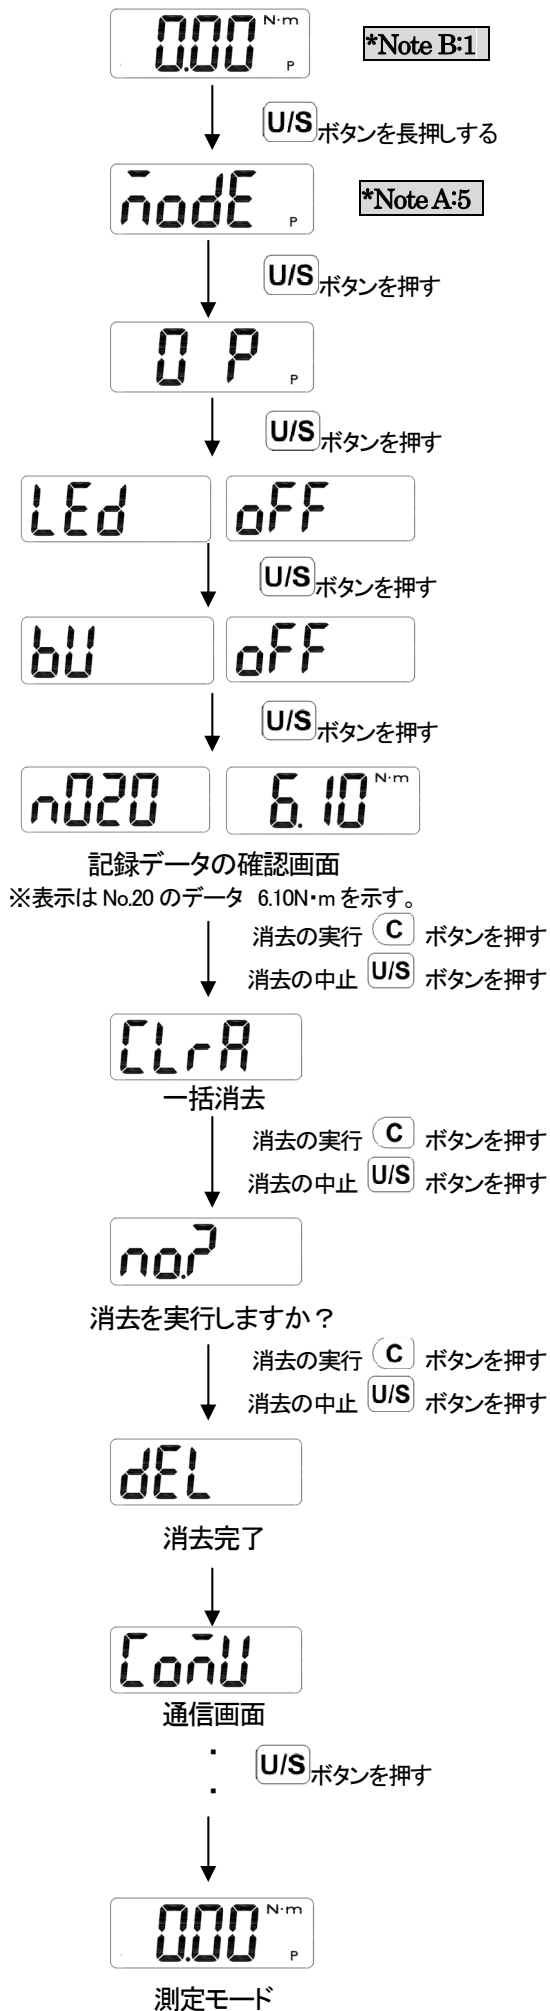 0.00 N·m P
*Note B:1
U/S ボタンを長押しする
modE P
*Note A:5
U/S ボタンを押す
0 P P
U/S ボタンを押す
LEd oFF
U/S ボタンを押す
bU oFF
U/S ボタンを押す
n020 6.10 N·m
記録データの確認画面
※表示は No.20 のデータ 6.10N・m を示す。
消去の実行 C ボタンを押す
消去の中止 U/S ボタンを押す
CLrA
一括消去
消去の実行 C ボタンを押す
消去の中止 U/S ボタンを押す
no.?
消去を実行しますか？
消去の実行 C ボタンを押す
消去の中止 U/S ボタンを押す
dEL
消去完了
ComU
通信画面
U/S ボタンを押す
0.00 N·m P
測定モード